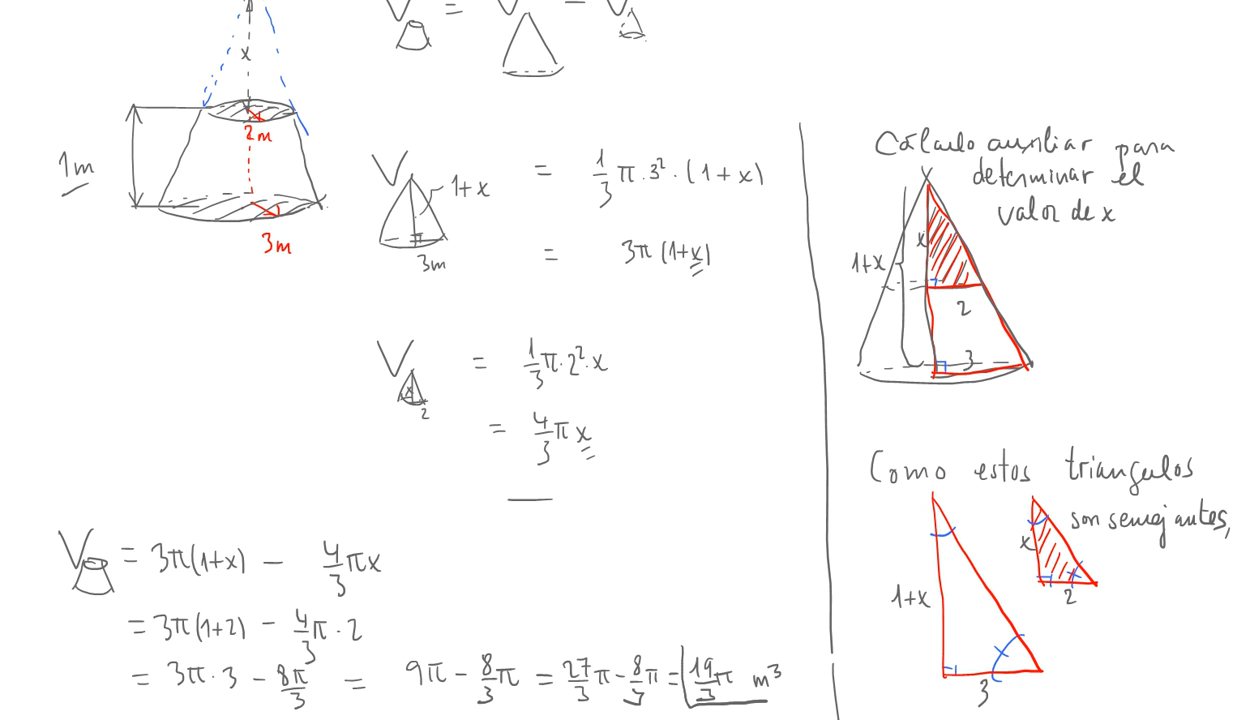 x
V = V - V
2m
1m
3m
V = 1/3 π·3²·(1+x)
1+x
3m
= 3π(1+x)
V = 1/3 π·2²·x
x
2
= 4/3 πx
V = 3π(1+x) - 4/3 πx
= 3π(1+2) - 4/3 π·2
= 3π·3 - 8π/3 = 9π - 8/3 π = 27/3 π - 8/3 π = 19/3 π m³
Cálculo auxiliar para
determinar el
valor de x
x
1+x
2
3
Como estos triangulos
son semejantes,
x
1+x
2
3